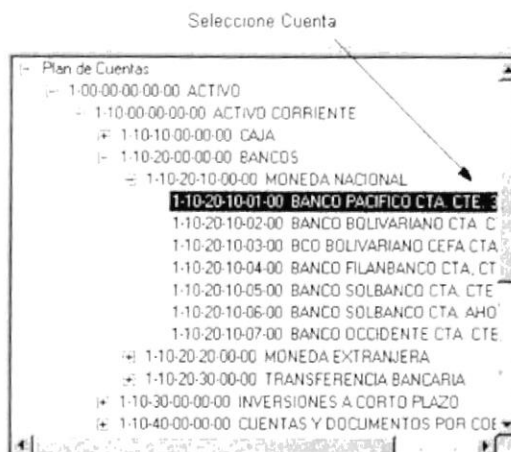 Seleccione Cuenta
Plan de Cuentas
1-00-00-00-00-00 ACTIVO
1-10-00-00-00-00 ACTIVO CORRIENTE
1-10-10-00-00-00 CAJA
1-10-20-00-00-00 BANCOS
1-10-20-10-00-00 MONEDA NACIONAL
1-10-20-10-01-00 BANCO PACIFICO CTA. CTE. 3
1-10-20-10-02-00 BANCO BOLIVARIANO CTA. C
1-10-20-10-03-00 BCO BOLIVARIANO CEFA CTA
1-10-20-10-04-00 BANCO FILANBANCO CTA, CT
1-10-20-10-05-00 BANCO SOLBANCO CTA, CTE
1-10-20-10-06-00 BANCO SOLBANCO CTA. AHO
1-10-20-10-07-00 BANCO OCCIDENTE CTA. CTE
1-10-20-20-00-00 MONEDA EXTRANJERA
1-10-20-30-00-00 TRANSFERENCIA BANCARIA
1-10-30-00-00-00 INVERSIONES A CORTO PLAZO
1-10-40-00-00-00 CUENTAS Y DOCUMENTOS POR COB